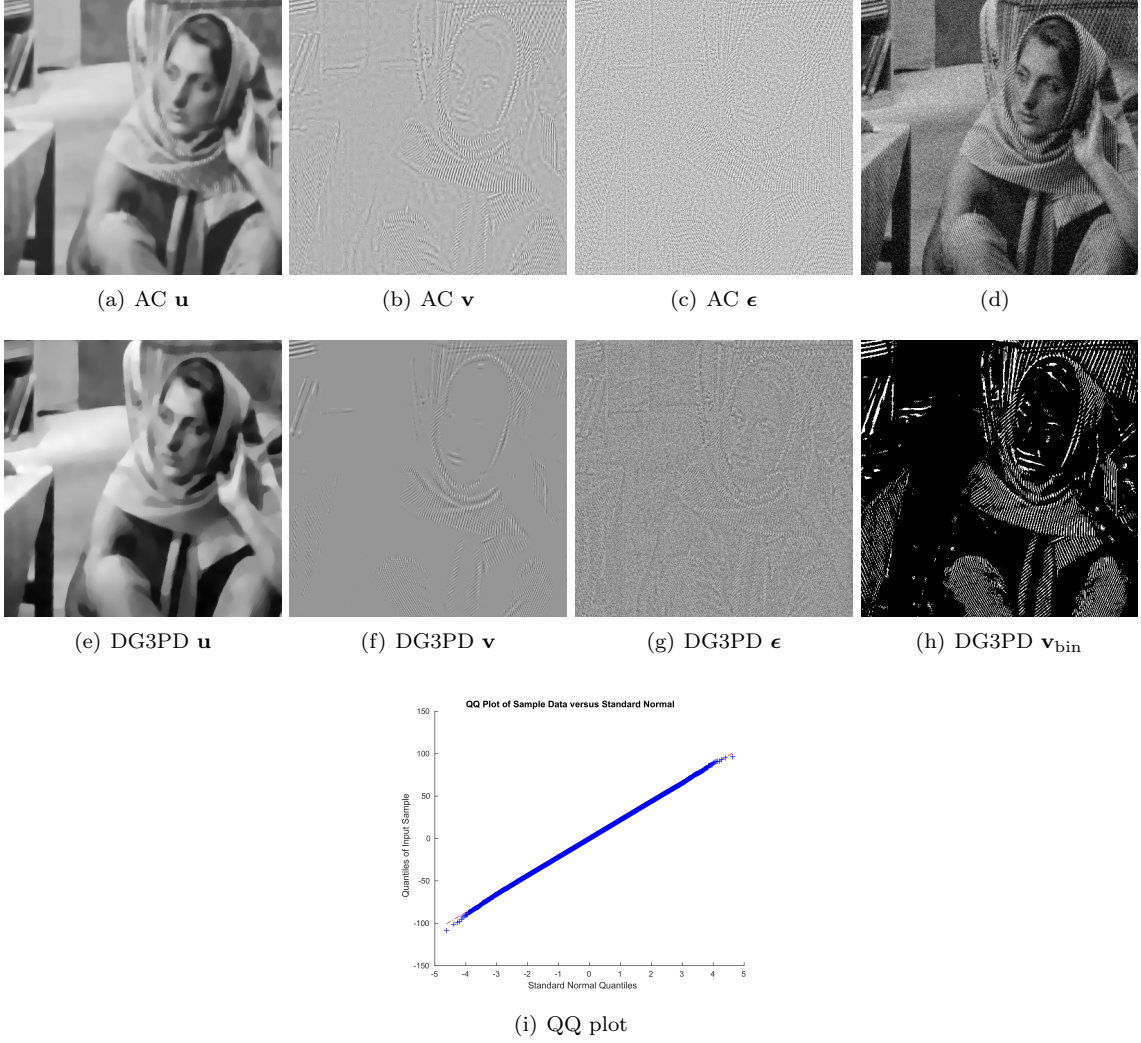 (a) AC u
(b) AC v
(c) AC ϵ
(d)
(e) DG3PD u
(f) DG3PD v
(g) DG3PD ϵ
(h) DG3PD v_bin
QQ Plot of Sample Data versus Standard Normal
Quantiles of Input Sample
150
100
50
0
-50
-100
-150
-5 -4 -3 -2 -1 0 1 2 3 4 5
Standard Normal Quantiles
(i) QQ plot